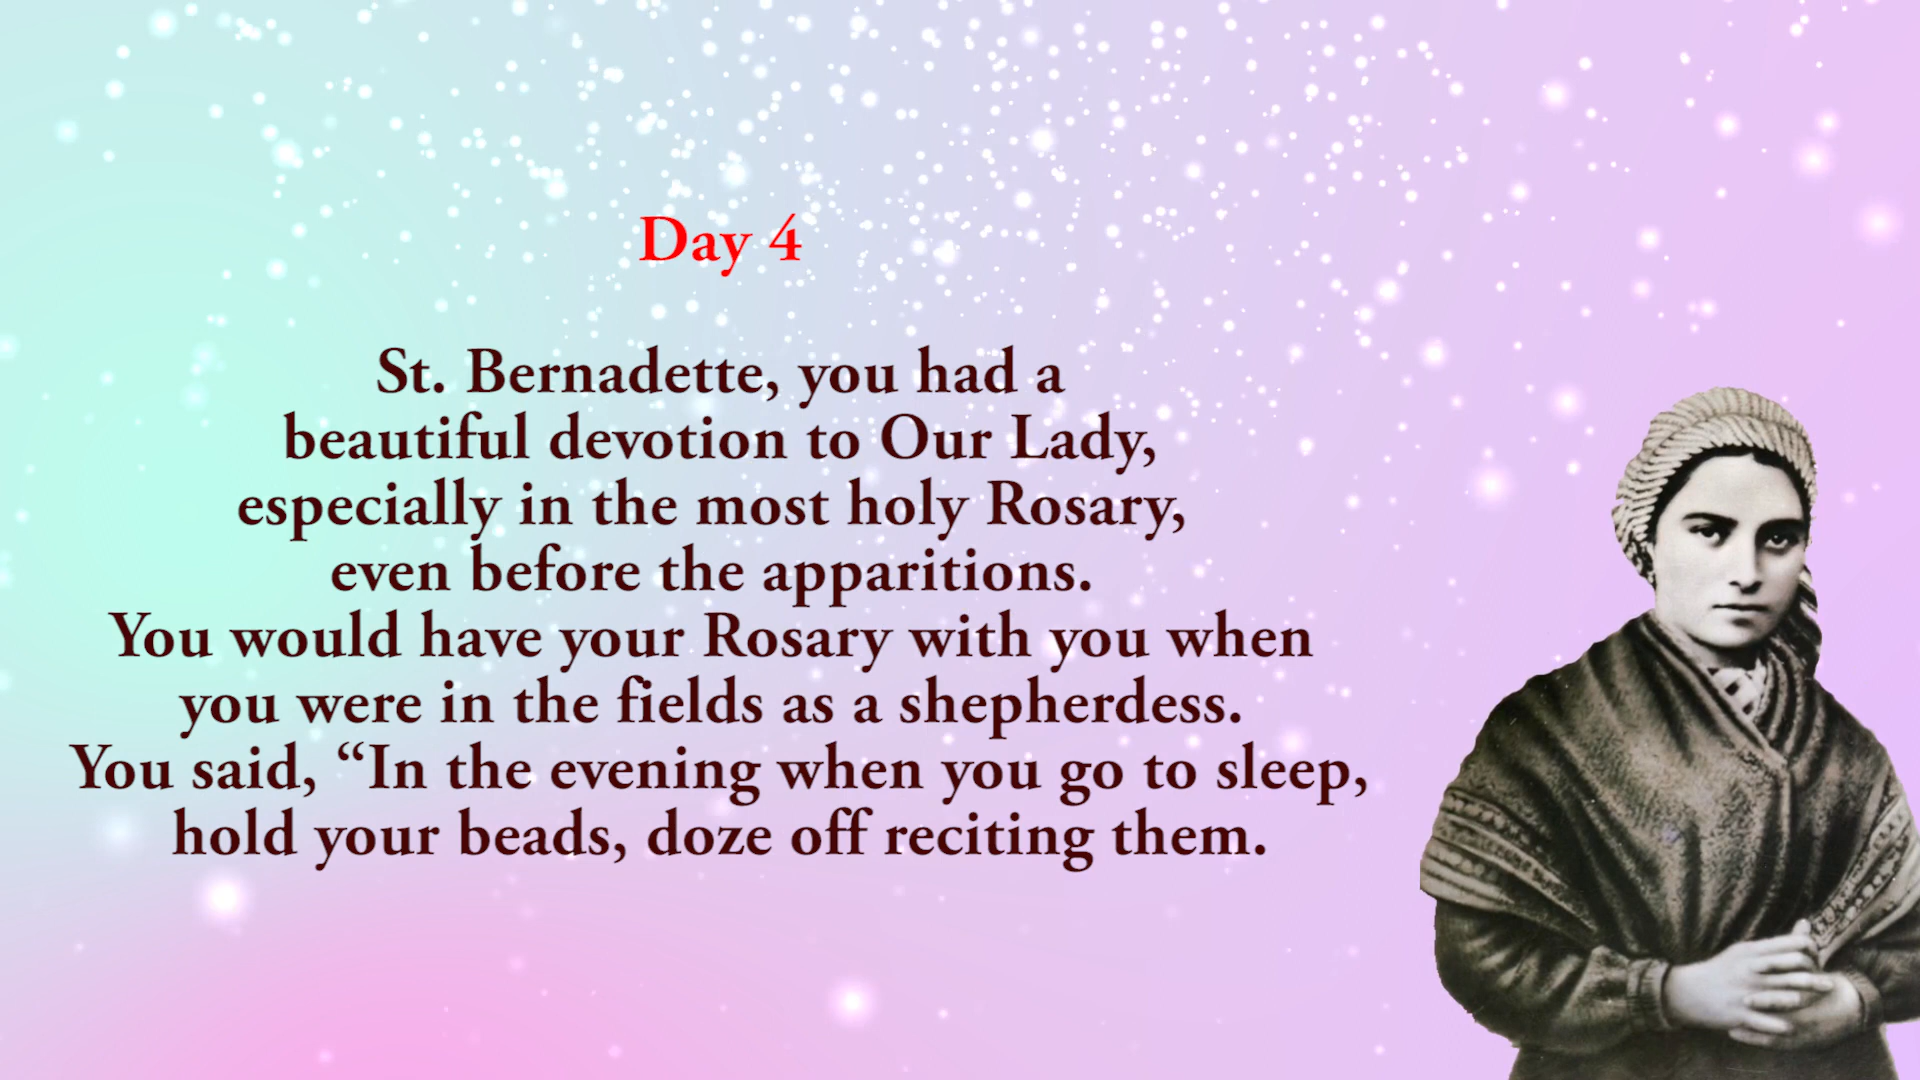 Day 4
St. Bernadette, you had a
beautiful devotion to Our Lady,
especially in the most holy Rosary,
even before the apparitions.
You would have your Rosary with you when
you were in the fields as a shepherdess.
You said, “In the evening when you go to sleep,
hold your beads, doze off reciting them.